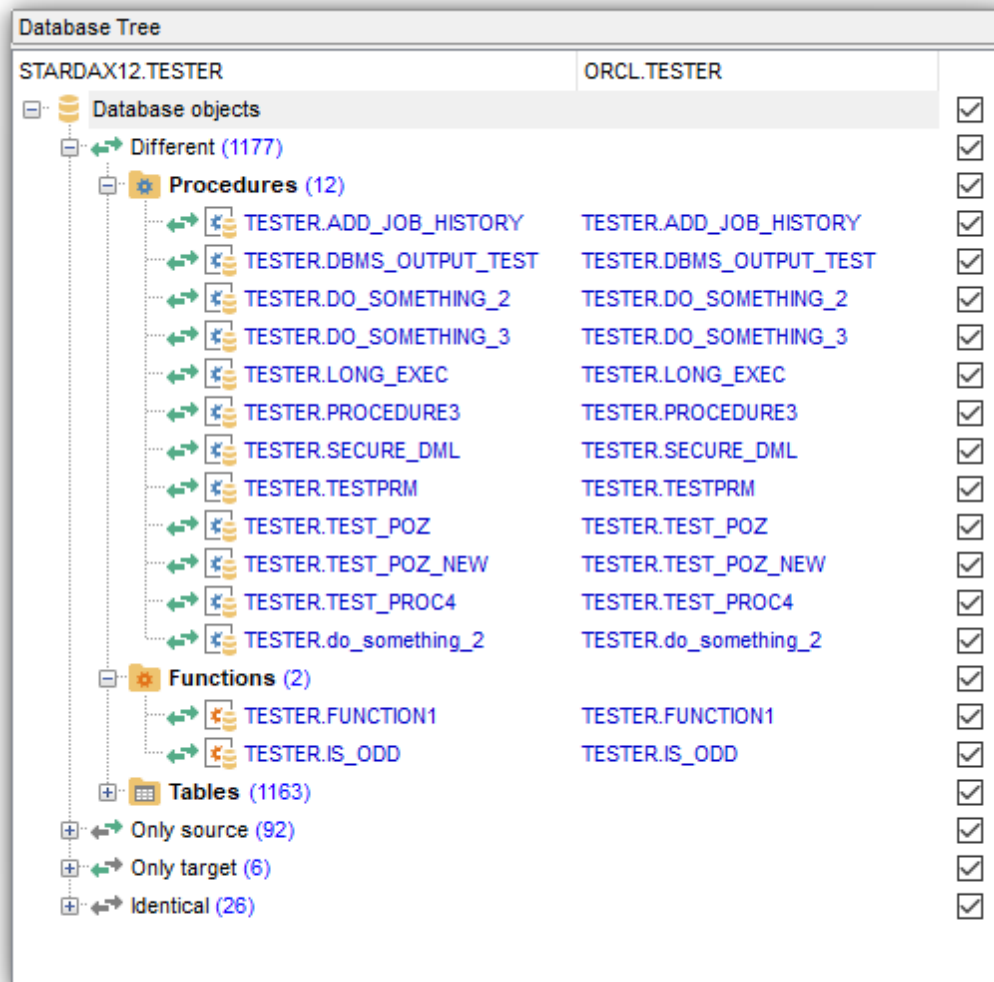 Database Tree
STARDAX12.TESTER ORCL.TESTER
Database objects
Different (1177)
Procedures (12)
TESTER.ADD_JOB_HISTORY TESTER.ADD_JOB_HISTORY
TESTER.DBMS_OUTPUT_TEST TESTER.DBMS_OUTPUT_TEST
TESTER.DO_SOMETHING_2 TESTER.DO_SOMETHING_2
TESTER.DO_SOMETHING_3 TESTER.DO_SOMETHING_3
TESTER.LONG_EXEC TESTER.LONG_EXEC
TESTER.PROCEDURE3 TESTER.PROCEDURE3
TESTER.SECURE_DML TESTER.SECURE_DML
TESTER.TESTPRM TESTER.TESTPRM
TESTER.TEST_POZ TESTER.TEST_POZ
TESTER.TEST_POZ_NEW TESTER.TEST_POZ_NEW
TESTER.TEST_PROC4 TESTER.TEST_PROC4
TESTER.do_something_2 TESTER.do_something_2
Functions (2)
TESTER.FUNCTION1 TESTER.FUNCTION1
TESTER.IS_ODD TESTER.IS_ODD
Tables (1163)
Only source (92)
Only target (6)
Identical (26)